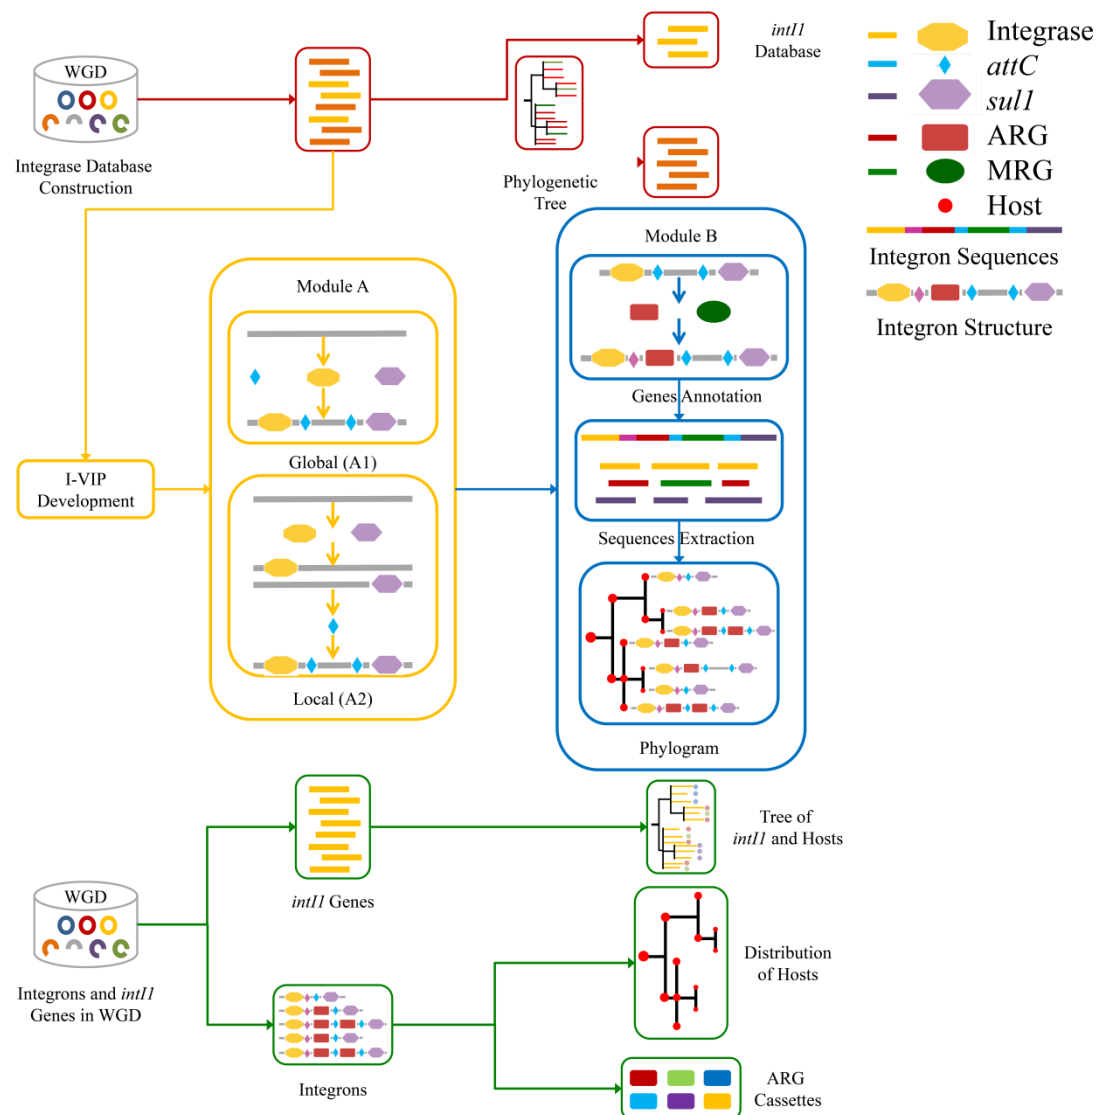 WGD
Integrase Database
Construction
intI1
Database
Phylogenetic
Tree
Integrase
attC
sul1
ARG
MRG
Host
Integron Sequences
Integron Structure
I-VIP
Development
Module A
Global (A1)
Local (A2)
Module B
Genes Annotation
Sequences Extraction
Phylogram
WGD
Integrons and intI1
Genes in WGD
intI1 Genes
Integrons
Tree of
intI1 and Hosts
Distribution
of Hosts
ARG
Cassettes